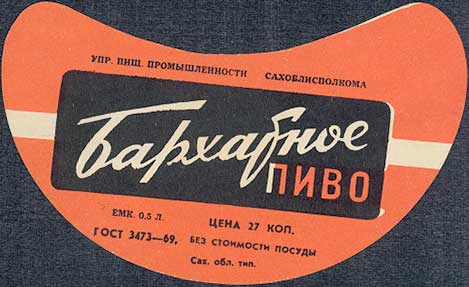 УПР. ПИЩ. ПРОМЫШЛЕННОСТИ САХОБЛИСПОЛКОМА
Бархатное
ПИВО
ЕМК. 0,5 Л. ЦЕНА 27 КОП.
ГОСТ 3473—69, БЕЗ СТОИМОСТИ ПОСУДЫ
Сах. обл. тип.